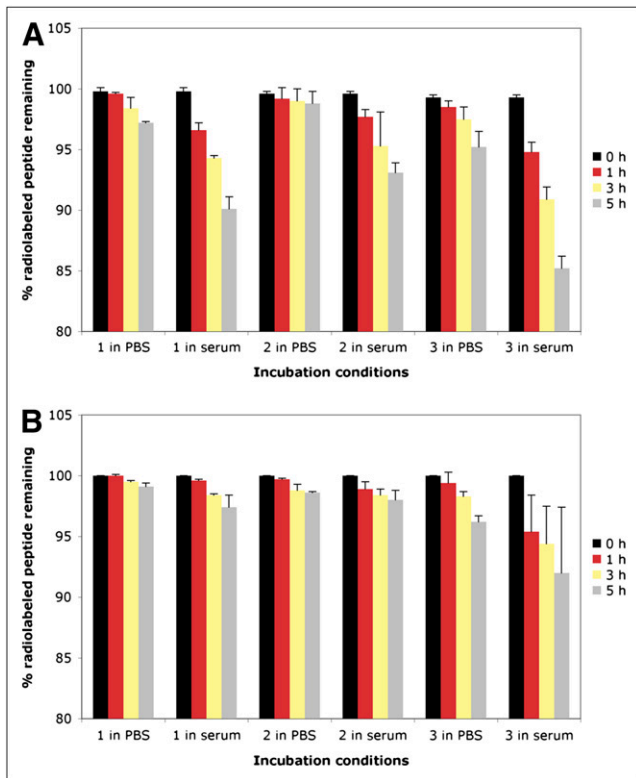 A
105
100
95
90
85
80
% radiolabeled peptide remaining
1 in PBS 1 in serum 2 in PBS 2 in serum 3 in PBS 3 in serum
Incubation conditions
0 h
1 h
3 h
5 h
B
105
100
95
90
85
80
% radiolabeled peptide remaining
1 in PBS 1 in serum 2 in PBS 2 in serum 3 in PBS 3 in serum
Incubation conditions
0 h
1 h
3 h
5 h